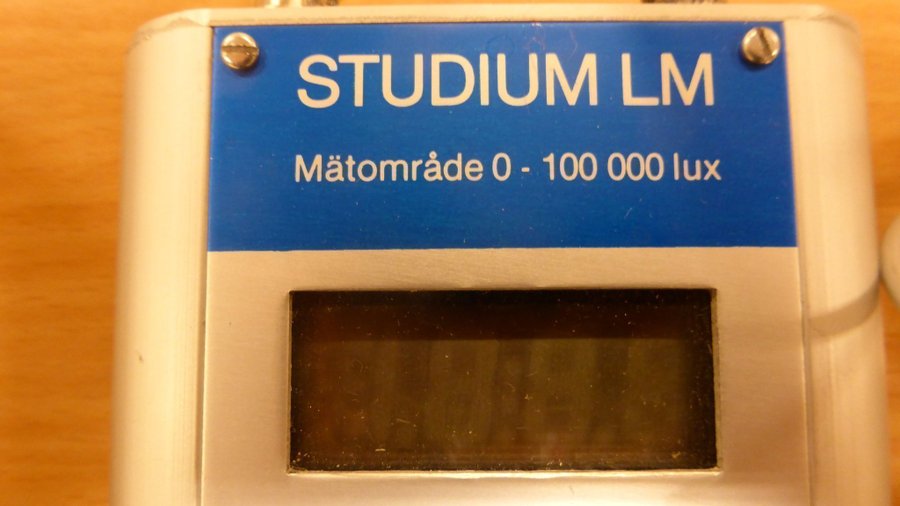 STUDIUM LM
Mätområde 0 - 100 000 lux